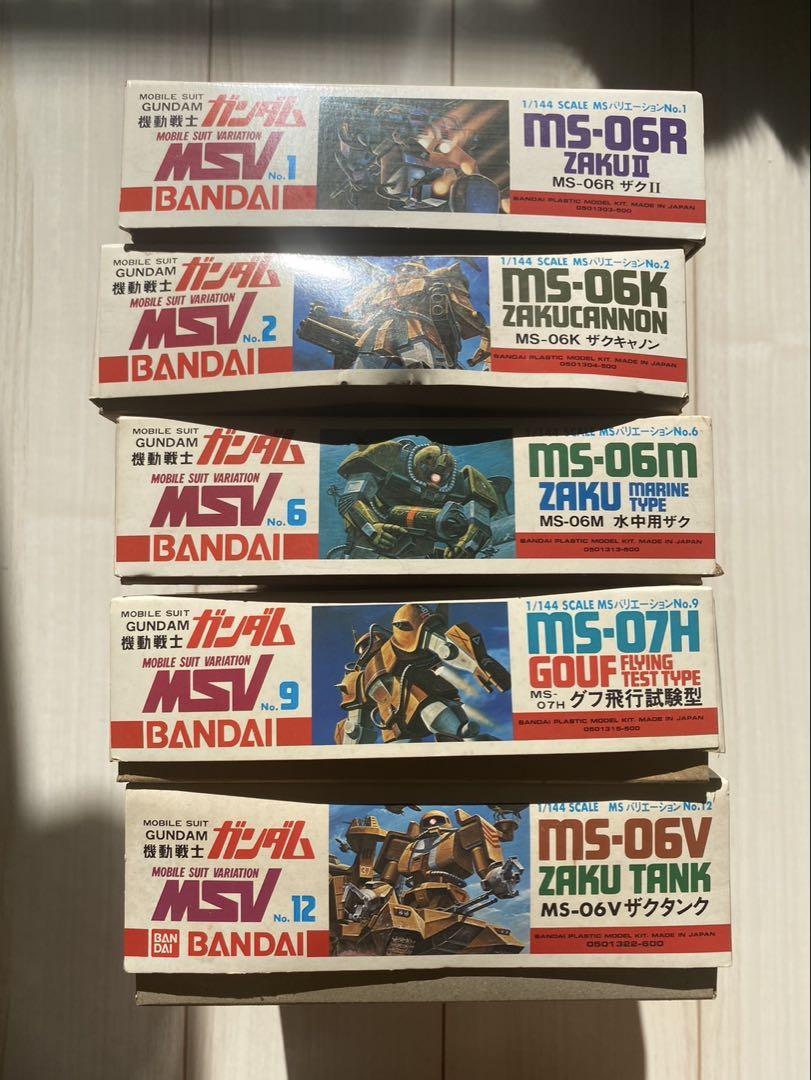 MOBILE SUIT
GUNDAM ガンダム
機動戦士
MOBILE SUIT VARIATION
MSV No.1
BANDAI
1/144 SCALE MSバリエーションNo.1
MS-06R
ZAKUII
MS-06R ザクII
BANDAI PLASTIC MODEL KIT. MADE IN JAPAN
0501303-500
MOBILE SUIT
GUNDAM ガンダム
機動戦士
MOBILE SUIT VARIATION
MSV No.2
BANDAI
1/144 SCALE MSバリエーションNo.2
MS-06K
ZAKUCANNON
MS-06K ザクキャノン
BANDAI PLASTIC MODEL KIT. MADE IN JAPAN
0501304-500
MOBILE SUIT
GUNDAM ガンダム
機動戦士
MOBILE SUIT VARIATION
MSV No.6
BANDAI
1/144 SCALE MSバリエーションNo.6
MS-06M
ZAKU MARINE TYPE
MS-06M 水中用ザク
BANDAI PLASTIC MODEL KIT. MADE IN JAPAN
0501313-500
MOBILE SUIT
GUNDAM ガンダム
機動戦士
MOBILE SUIT VARIATION
MSV No.9
BANDAI
1/144 SCALE MSバリエーションNo.9
MS-07H
GOUF FLYING TEST TYPE
MS-07H グフ飛行試験型
BANDAI PLASTIC MODEL KIT. MADE IN JAPAN
0501315-500
MOBILE SUIT
GUNDAM ガンダム
機動戦士
MOBILE SUIT VARIATION
MSV No.12
BANDAI BANDAI
1/144 SCALE MSバリエーションNo.12
MS-06V
ZAKU TANK
MS-06V ザクタンク
BANDAI PLASTIC MODEL KIT. MADE IN JAPAN
0501322-600